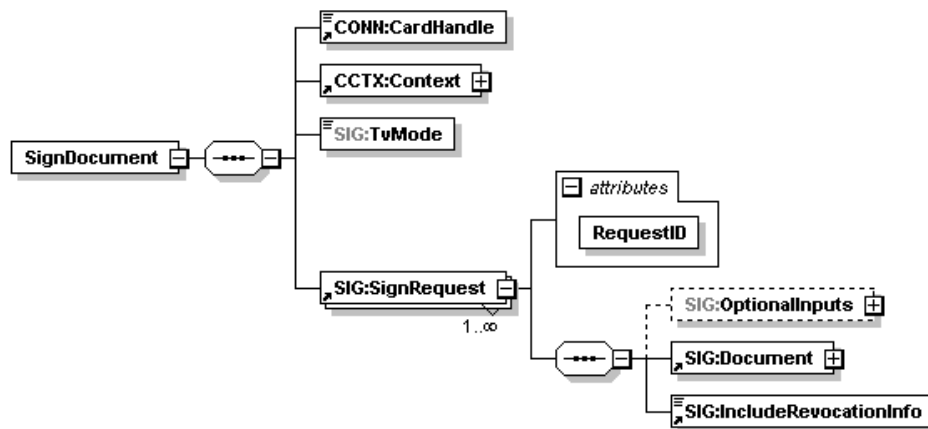 CONN:CardHandle
CCTX:Context
SIG:TvMode
SignDocument
attributes
RequestID
SIG:SignRequest
1..∞
SIG:OptionalInputs
SIG:Document
SIG:IncludeRevocationInfo